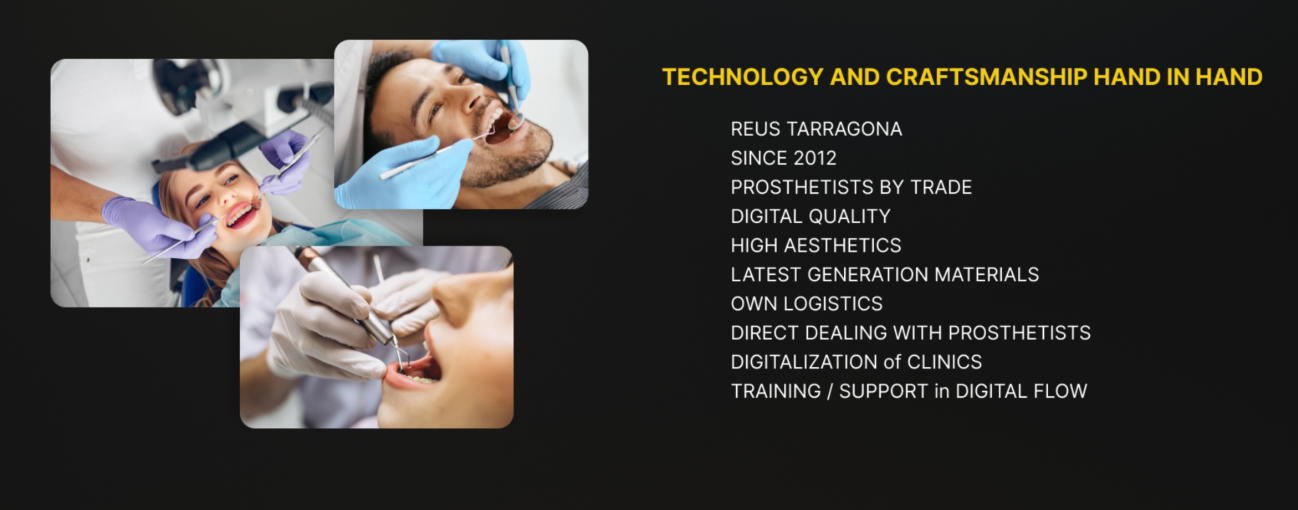 TECHNOLOGY AND CRAFTSMANSHIP HAND IN HAND
REUS TARRAGONA
SINCE 2012
PROSTHETISTS BY TRADE
DIGITAL QUALITY
HIGH AESTHETICS
LATEST GENERATION MATERIALS
OWN LOGISTICS
DIRECT DEALING WITH PROSTHETISTS
DIGITALIZATION of CLINICS
TRAINING / SUPPORT in DIGITAL FLOW